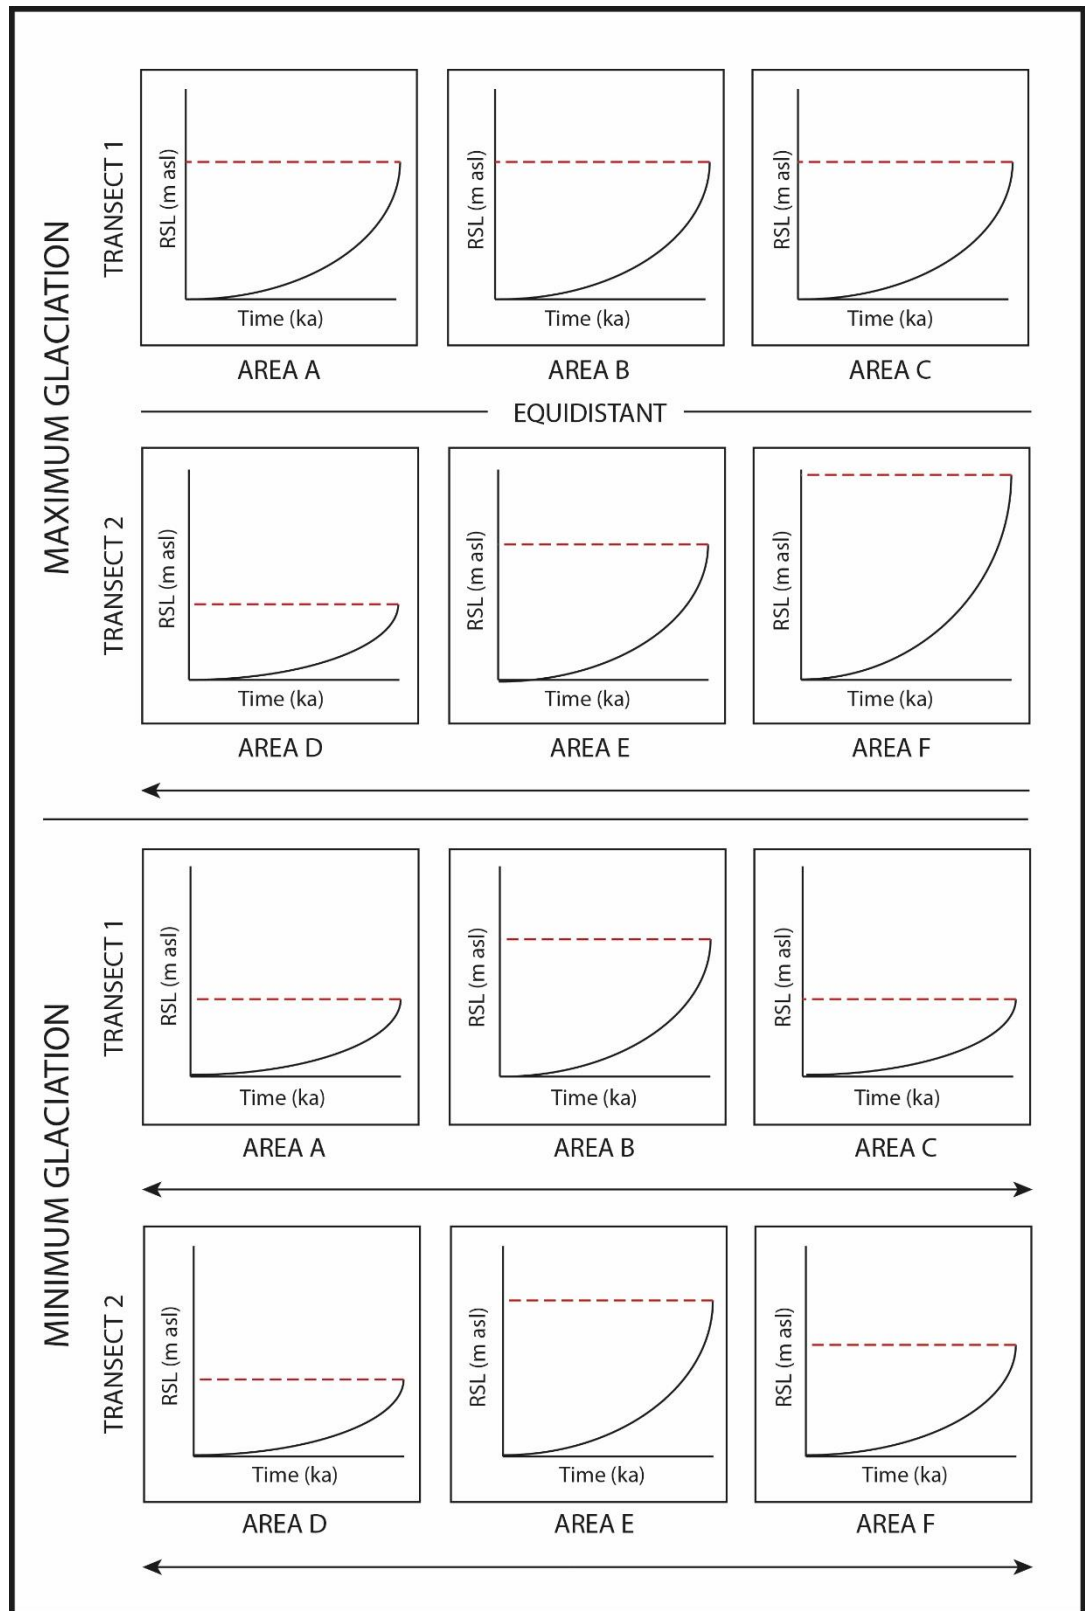 MAXIMUM GLACIATION
TRANSECT 1
RSL (m asl)
Time (ka)
AREA A
RSL (m asl)
Time (ka)
AREA B
RSL (m asl)
Time (ka)
AREA C
EQUIDISTANT
TRANSECT 2
RSL (m asl)
Time (ka)
AREA D
RSL (m asl)
Time (ka)
AREA E
RSL (m asl)
Time (ka)
AREA F
MINIMUM GLACIATION
TRANSECT 1
RSL (m asl)
Time (ka)
AREA A
RSL (m asl)
Time (ka)
AREA B
RSL (m asl)
Time (ka)
AREA C
TRANSECT 2
RSL (m asl)
Time (ka)
AREA D
RSL (m asl)
Time (ka)
AREA E
RSL (m asl)
Time (ka)
AREA F